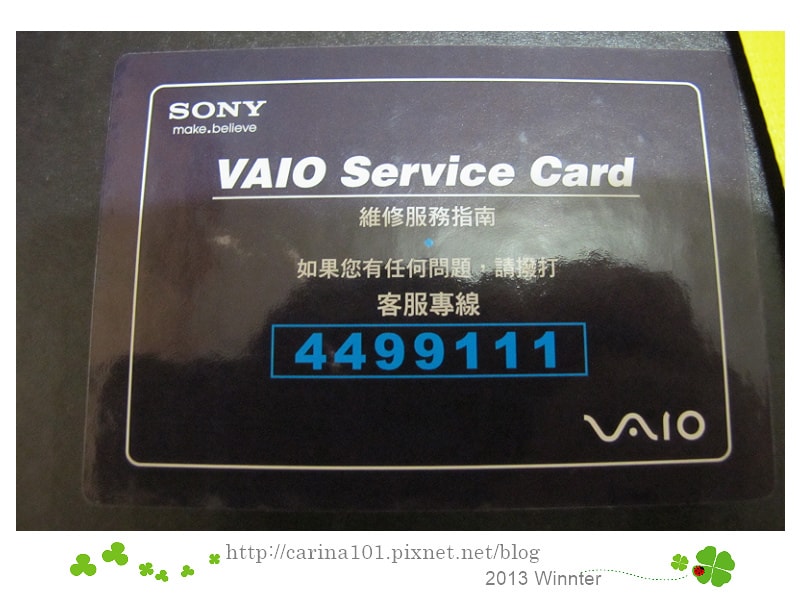 SONY
make.believe
VAIO Service Card
維修服務指南
如果您有任何問題，請撥打
客服專線
4499111
VAIO
http://carina101.pixnet.net/blog
2013 Winnter